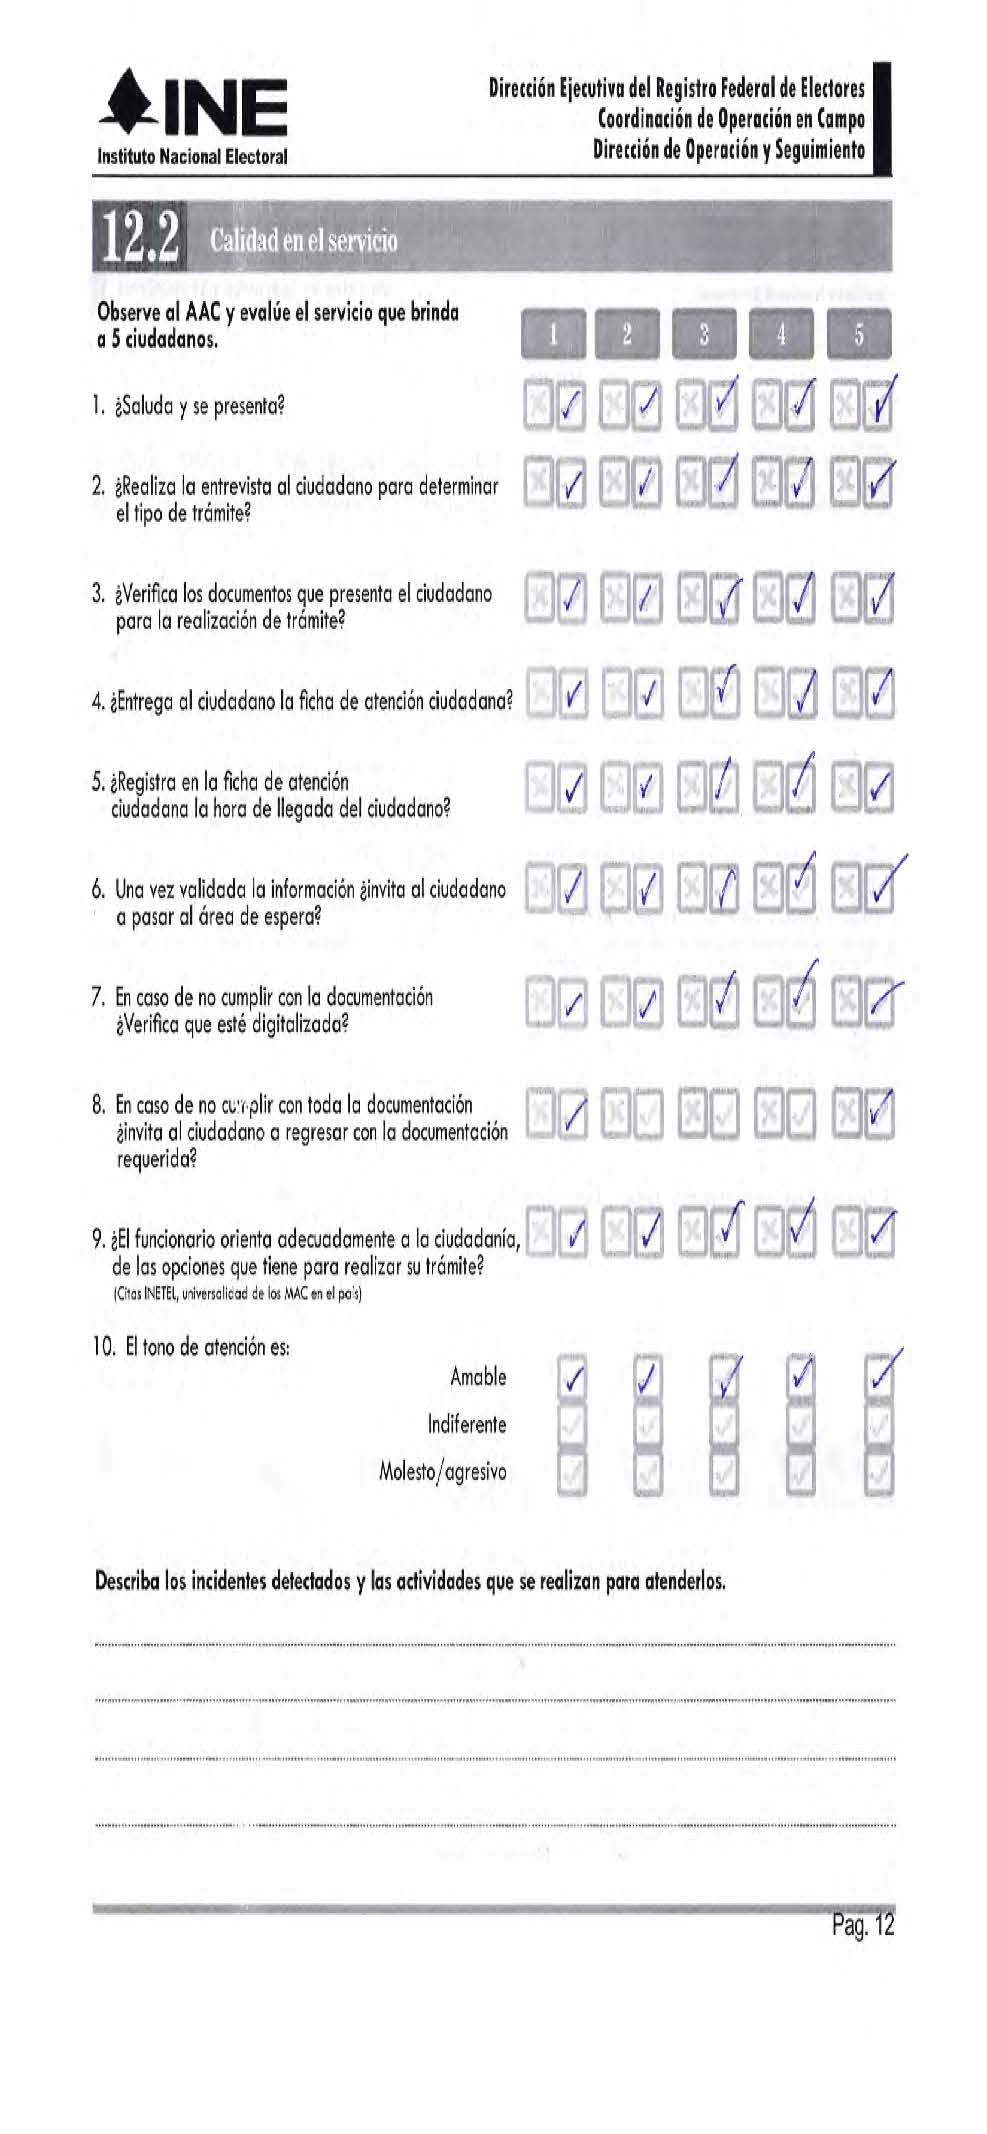 INE
Instituto Nacional Electoral
Dirección Ejecutiva del Registro Federal de Electores
Coordinación de Operación en Campo
Dirección de Operación y Seguimiento
12.2 Calidad en el servicio
Observe al AAC y evalúe el servicio que brinda
a 5 ciudadanos.
1 2 3 4 5
1. ¿Saluda y se presenta?
2. ¿Realiza la entrevista al ciudadano para determinar
el tipo de trámite?
3. ¿Verifica los documentos que presenta el ciudadano
para la realización de trámite?
4. ¿Entrega al ciudadano la ficha de atención ciudadana?
5. ¿Registra en la ficha de atención
ciudadana la hora de llegada del ciudadano?
6. Una vez validada la información ¿invita al ciudadano
a pasar al área de espera?
7. En caso de no cumplir con la documentación
¿Verifica que esté digitalizada?
8. En caso de no cumplir con toda la documentación
¿invita al ciudadano a regresar con la documentación
requerida?
9. ¿El funcionario orienta adecuadamente a la ciudadanía,
de las opciones que tiene para realizar su trámite?
(Citas INETEL, universalidad de los MAC en el país)
10. El tono de atención es:
Amable
Indiferente
Molesto/agresivo
Describa los incidentes detectados y las actividades que se realizan para atenderlos.
Pag. 12